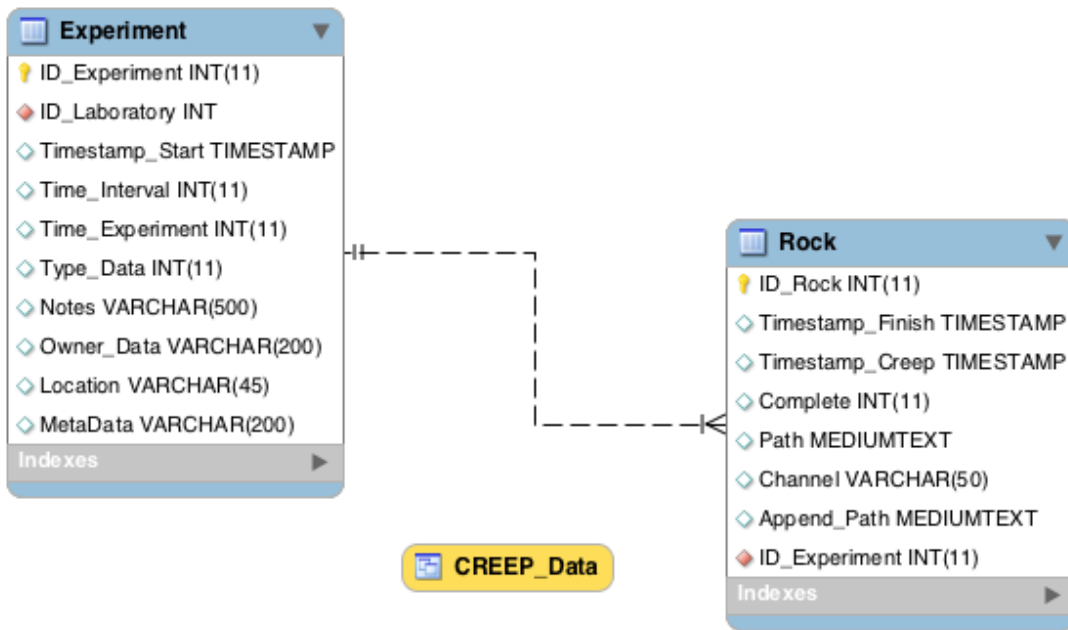 Experiment
ID_Experiment INT(11)
ID_Laboratory INT
Timestamp_Start TIMESTAMP
Time_Interval INT(11)
Time_Experiment INT(11)
Type_Data INT(11)
Notes VARCHAR(500)
Owner_Data VARCHAR(200)
Location VARCHAR(45)
MetaData VARCHAR(200)
Indexes
Rock
ID_Rock INT(11)
Timestamp_Finish TIMESTAMP
Timestamp_Creep TIMESTAMP
Complete INT(11)
Path MEDIUMTEXT
Channel VARCHAR(50)
Append_Path MEDIUMTEXT
ID_Experiment INT(11)
Indexes
CREEP_Data